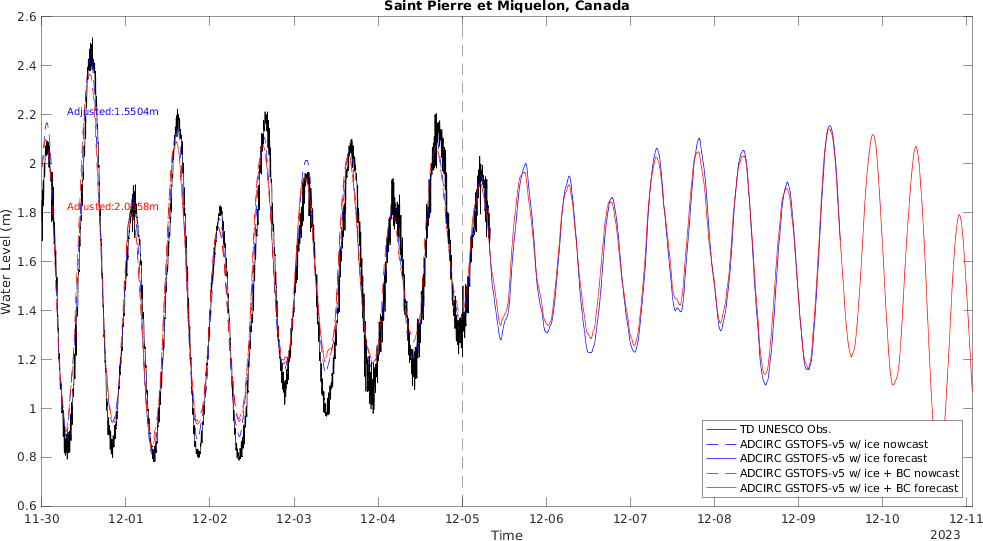 Saint Pierre et Miquelon, Canada
2.6
2.4
2.2
2
1.8
1.6
1.4
1.2
1
0.8
0.6
Water Level (m)
Adjusted:1.5504m
TD UNESCO Obs.
ADCIRC GSTOFS-v5 w/ ice nowcast
ADCIRC GSTOFS-v5 w/ ice forecast
ADCIRC GSTOFS-v5 w/ ice + BC nowcast
ADCIRC GSTOFS-v5 w/ ice + BC forecast
11-30 12-01 12-02 12-03 12-04 12-05 12-06 12-07 12-08 12-09 12-10 12-11
Time
2023